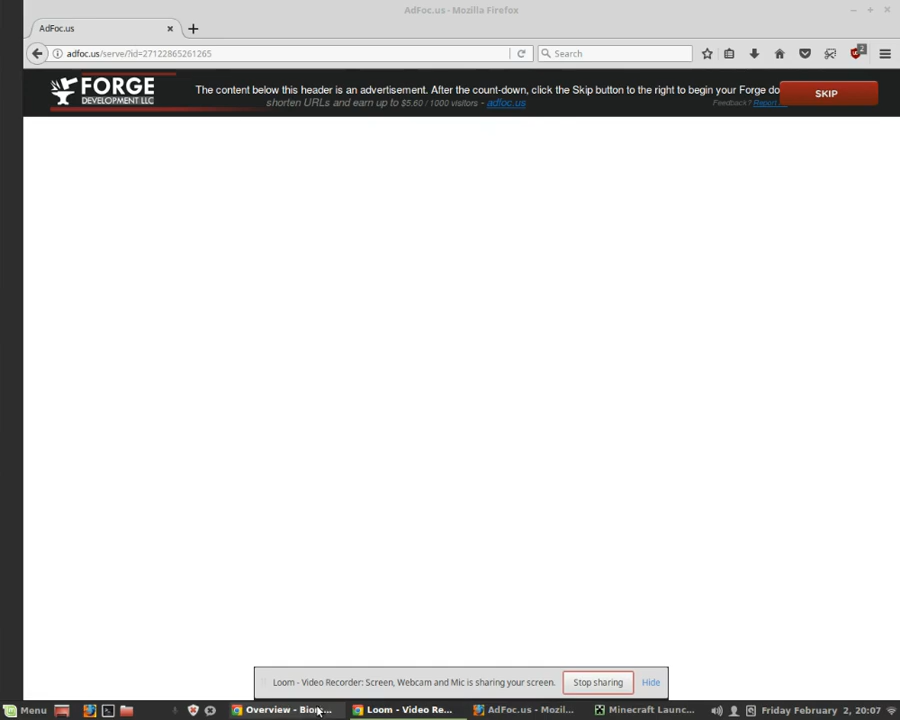 AdFoc.us - Mozilla Firefox
AdFoc.us
adfoc.us/serve/?id=27122865261265
Search
2
FORGE
DEVELOPMENT LLC
The content below this header is an advertisement. After the count-down, click the Skip button to the right to begin your Forge do
SKIP
shorten URLs and earn up to $5.60 / 1000 visitors - adfoc.us
Feedback? Report...
Loom - Video Recorder: Screen, Webcam and Mic is sharing your screen.
Stop sharing
Hide
Menu
Overview - Bio
Loom - Video Re...
AdFoc.us - Mozil...
Minecraft Launc...
Friday February 2, 20:07